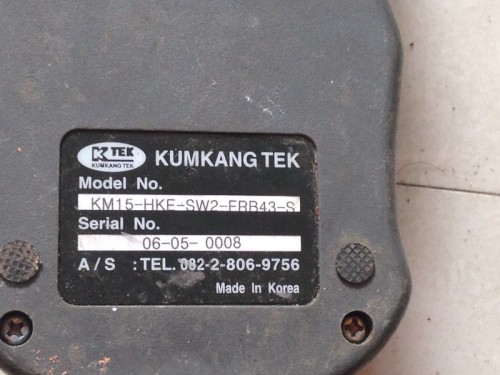 K TEK
KUMKANG TEK
KUMKANG TEK
Model No.
KM15-HKE-SW2-FRB43-S
Serial No.
06-05-0008
A/S : TEL. 082-2-806-9756
Made In Korea